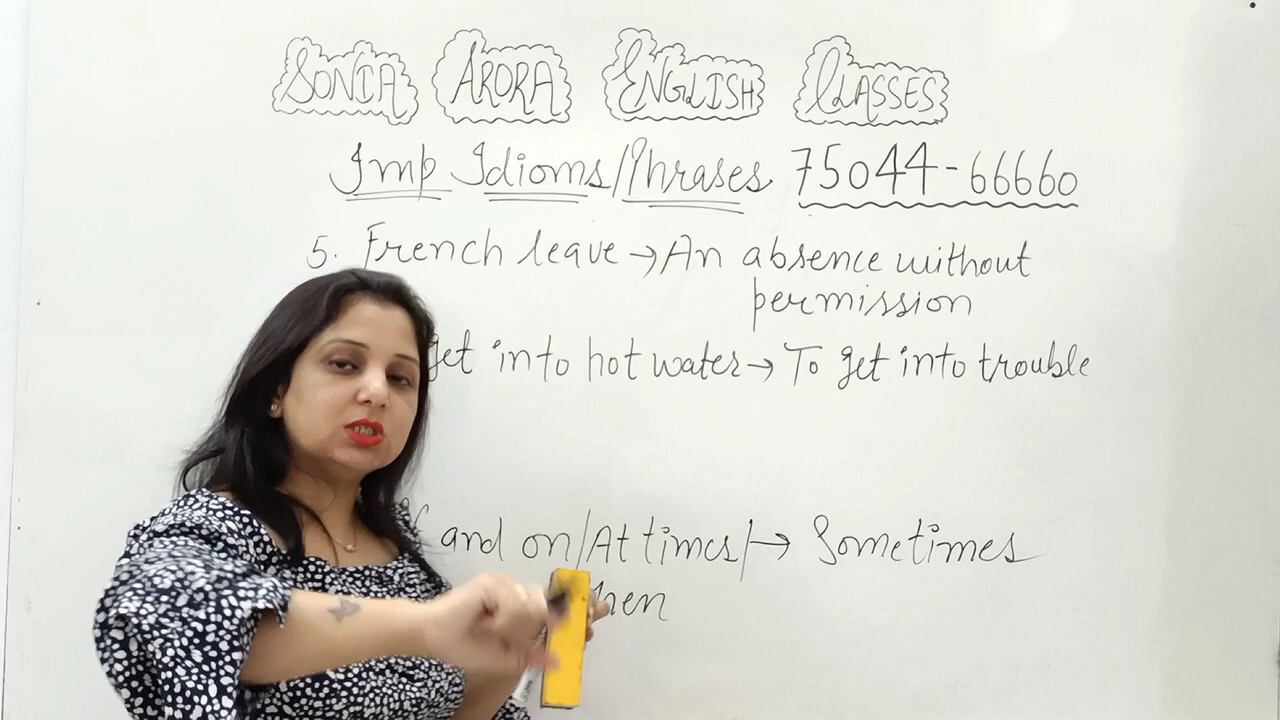 SONIA ARORA ENGLISH CLASSES
Imp Idioms/Phrases 75044-66660
5. French leave → An absence without
permission
get into hot water → To get into trouble
and on/At times/→ Sometimes
hen